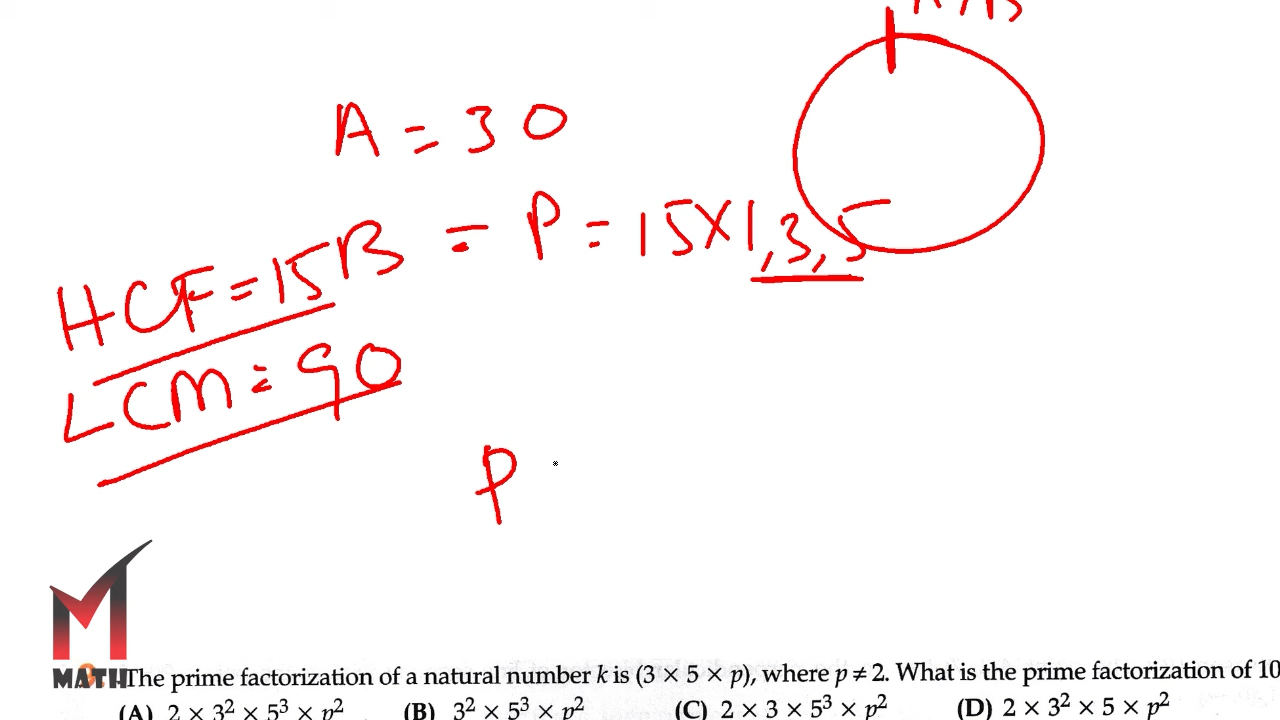 A = 30
B = P = 15X1,3,5
HCF=15
LCM=90
P
MATH
The prime factorization of a natural number k is (3 × 5 × p), where p ≠ 2. What is the prime factorization of 10
(A) 2 × 3² × 5³ × p² (B) 3² × 5³ × p² (C) 2 × 3 × 5³ × p² (D) 2 × 3² × 5 × p²